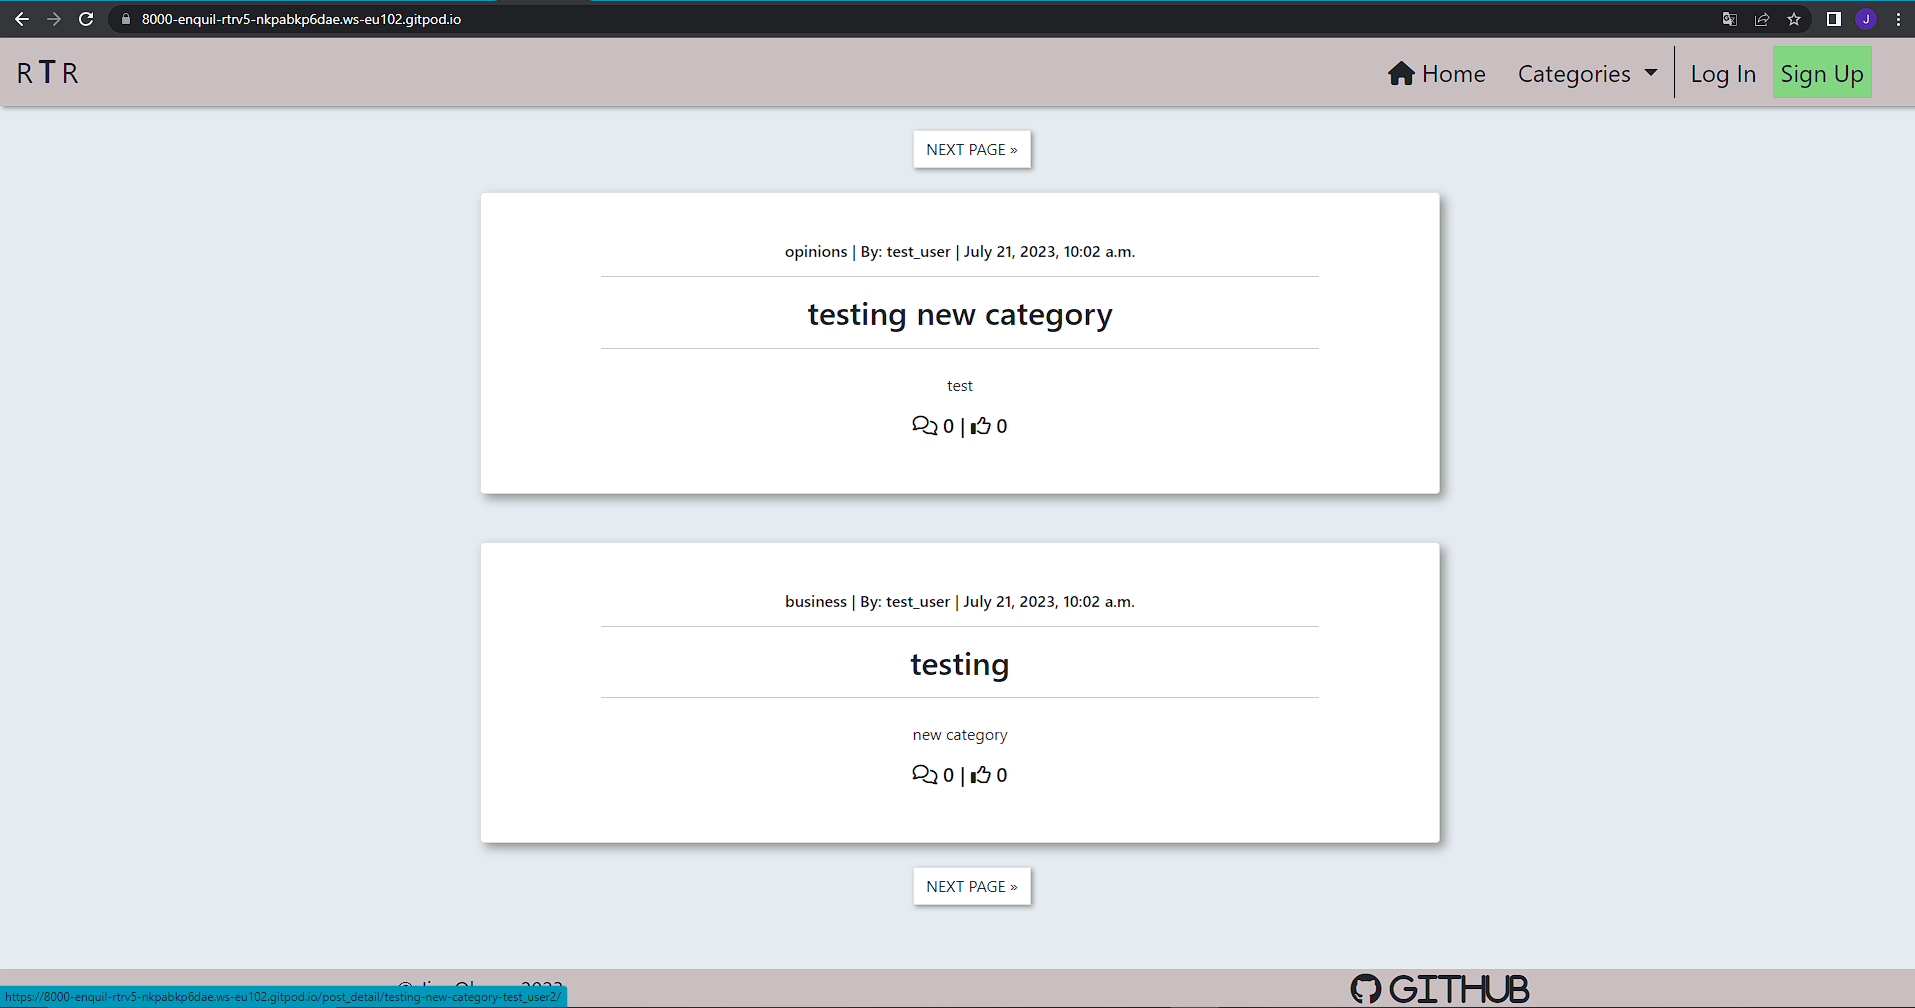 8000-enquil-rtrv5-nkpabkp6dae.ws-eu102.gitpod.io
J
R T R
Home Categories Log In Sign Up
NEXT PAGE »
opinions | By: test_user | July 21, 2023, 10:02 a.m.
testing new category
test
0 | 0
business | By: test_user | July 21, 2023, 10:02 a.m.
testing
new category
0 | 0
NEXT PAGE »
GITHUB
https://8000-enquil-rtrv5-nkpabkp6dae.ws-eu102.gitpod.io/post_detail/testing-new-category-test_user2/